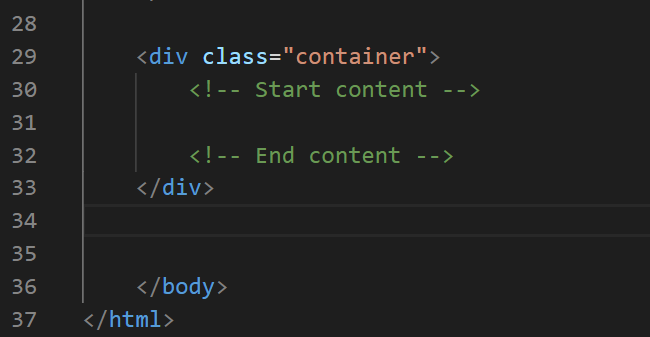 28
29 <div class="container">
30 <!-- Start content -->
31
32 <!-- End content -->
33 </div>
34
35
36 </body>
37 </html>